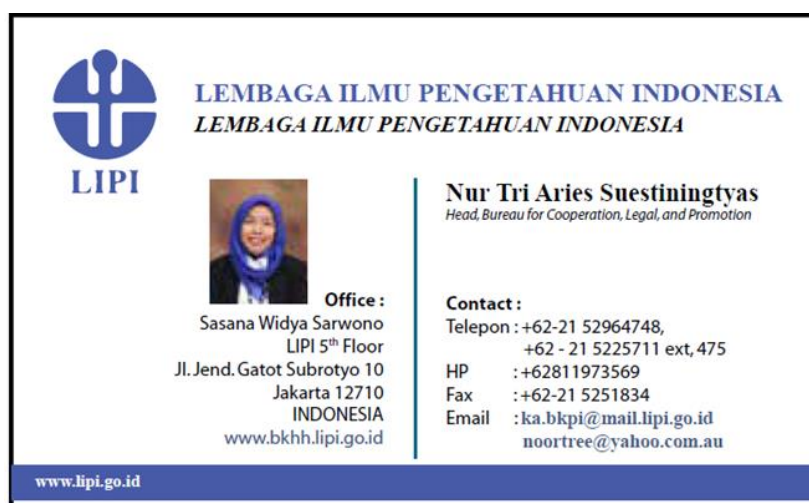 LIPI
LEMBAGA ILMU PENGETAHUAN INDONESIA
LEMBAGA ILMU PENGETAHUAN INDONESIA
Office :
Sasana Widya Sarwono
LIPI 5th Floor
Jl. Jend. Gatot Subrotyo 10
Jakarta 12710
INDONESIA
www.bkhh.lipi.go.id
Nur Tri Aries Suestiningtyas
Head, Bureau for Cooperation, Legal, and Promotion
Contact :
Telepon : +62-21 52964748,
+62 - 21 5225711 ext, 475
HP : +62811973569
Fax : +62-21 5251834
Email : ka.bkpi@mail.lipi.go.id
noortree@yahoo.com.au
www.lipi.go.id